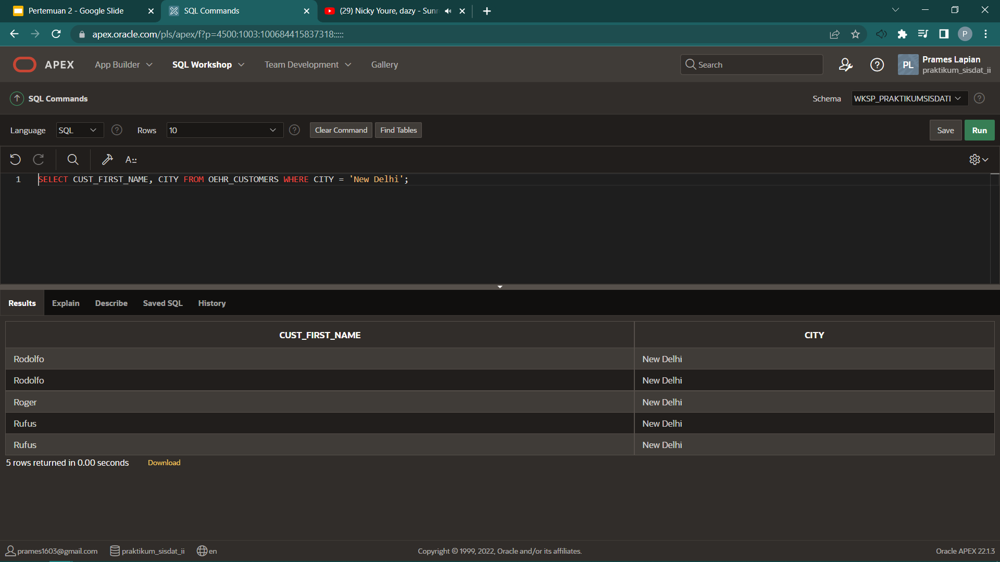 Pertemuan 2 - Google Slide
SQL Commands
(29) Nicky Youre, dazy - Sunr
apex.oracle.com/pls/apex/f?p=4500:1003:100684415837318:::::
P
APEX
App Builder
SQL Workshop
Team Development
Gallery
Search
PL
Prames Lapian
praktikum_sisdat_ii
SQL Commands
Schema
WKSP_PRAKTIKUMSISDATI
Language
SQL
Rows
10
Clear Command
Find Tables
Save
Run
A::
1 SELECT CUST_FIRST_NAME, CITY FROM OEHR_CUSTOMERS WHERE CITY = 'New Delhi';
Results
Explain
Describe
Saved SQL
History
CUST_FIRST_NAME CITY
Rodolfo New Delhi
Rodolfo New Delhi
Roger New Delhi
Rufus New Delhi
Rufus New Delhi
5 rows returned in 0.00 seconds Download
prames1603@gmail.com
praktikum_sisdat_ii
en
Copyright © 1999, 2022, Oracle and/or its affiliates.
Oracle APEX 22.1.3